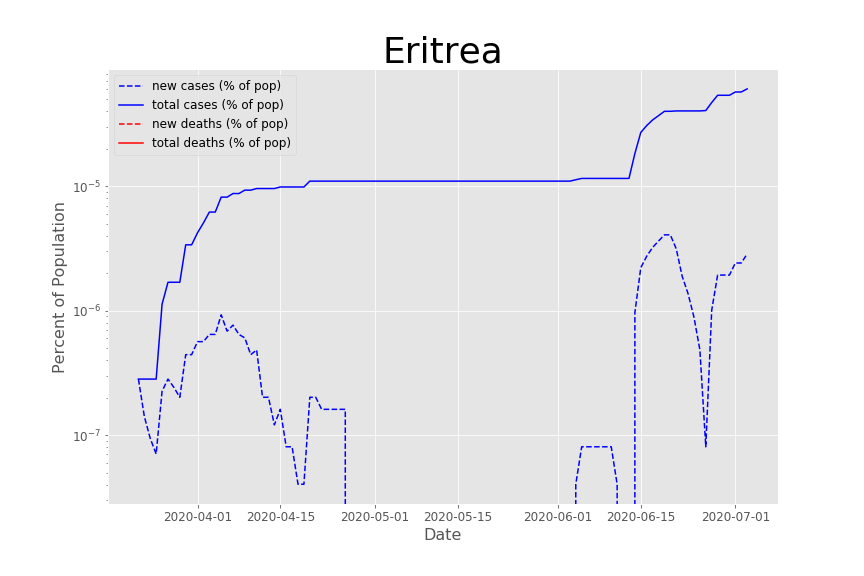 Eritrea
new cases (% of pop)
total cases (% of pop)
new deaths (% of pop)
total deaths (% of pop)
Percent of Population
10⁻⁵
10⁻⁶
10⁻⁷
2020-04-01 2020-04-15 2020-05-01 2020-05-15 2020-06-01 2020-06-15 2020-07-01
Date